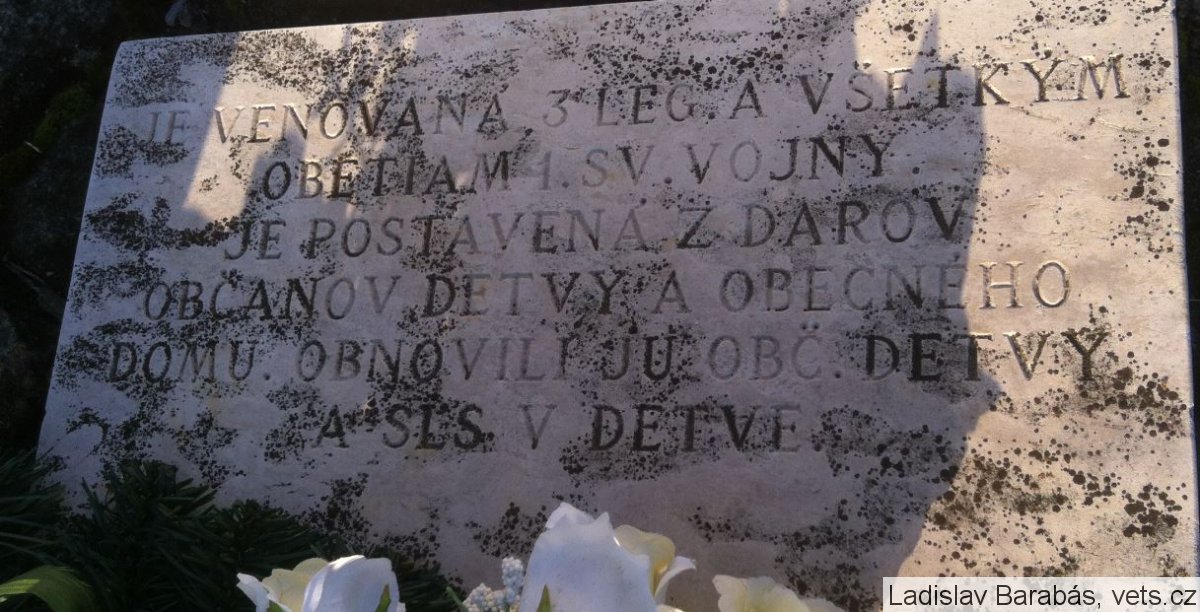 JE VENOVANÁ 3 LEG. A VŠETKÝM
OBETIAM 1. SV. VOJNY.
JE POSTAVENÁ Z DAROV
OBČANOV DETVY A OBECNÉHO
DOMU. OBNOVILI JU OBČ. DETVY
A SLS V DETVE.
Ladislav Barabás, vets.cz